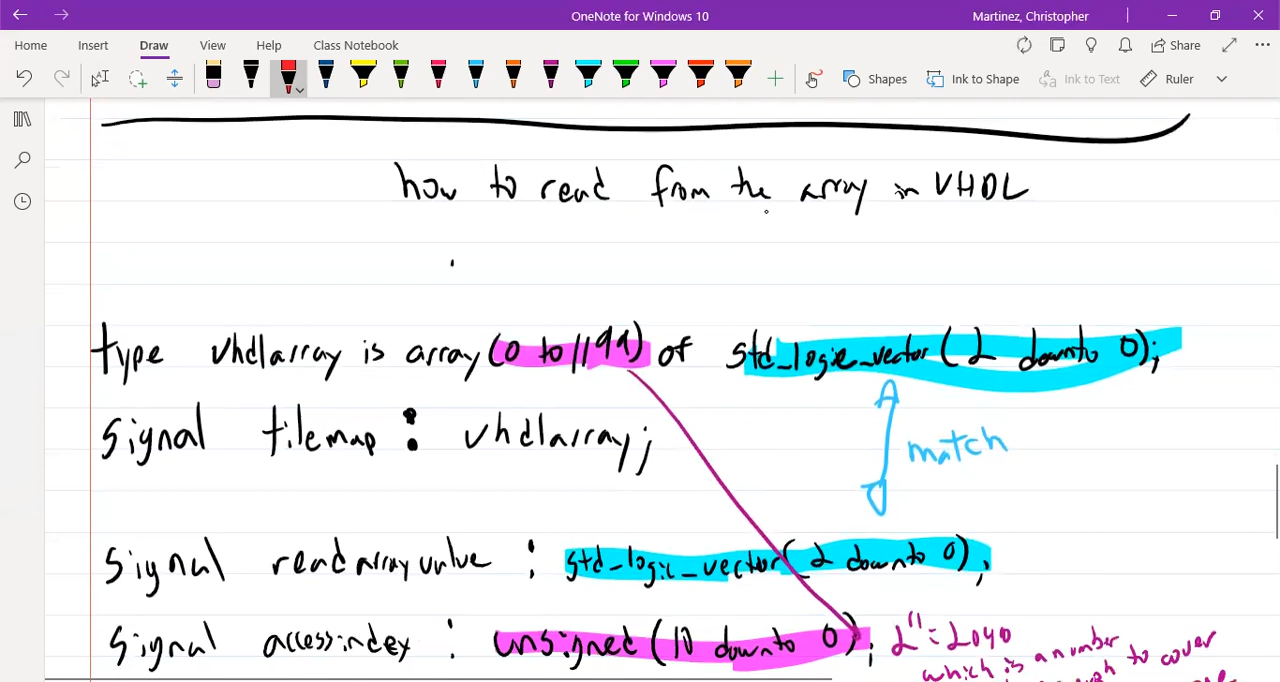 OneNote for Windows 10
Martinez, Christopher
Home Insert Draw View Help Class Notebook
Share
Shapes Ink to Shape Ink to Text Ruler
how to read from the array in VHDL
type vhdlarray is array (0 to 1199) of std_logic_vector (2 downto 0);
signal tilemap : vhdlarray;
match
signal readarrayvalue : std_logic_vector (2 downto 0);
signal accessindex : unsigned (10 downto 0);
2^11 = 2040
which is a number
to cover